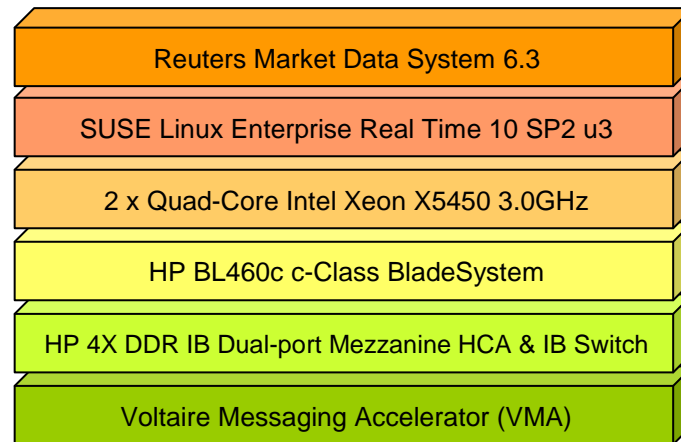 Reuters Market Data System 6.3
SUSE Linux Enterprise Real Time 10 SP2 u3
2 x Quad-Core Intel Xeon X5450 3.0GHz
HP BL460c c-Class BladeSystem
HP 4X DDR IB Dual-port Mezzanine HCA & IB Switch
Voltaire Messaging Accelerator (VMA)